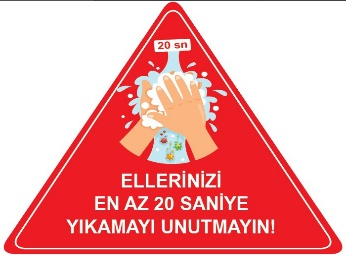 20 sn
ELLERİNİZİ
EN AZ 20 SANİYE
YIKAMAYI UNUTMAYIN!